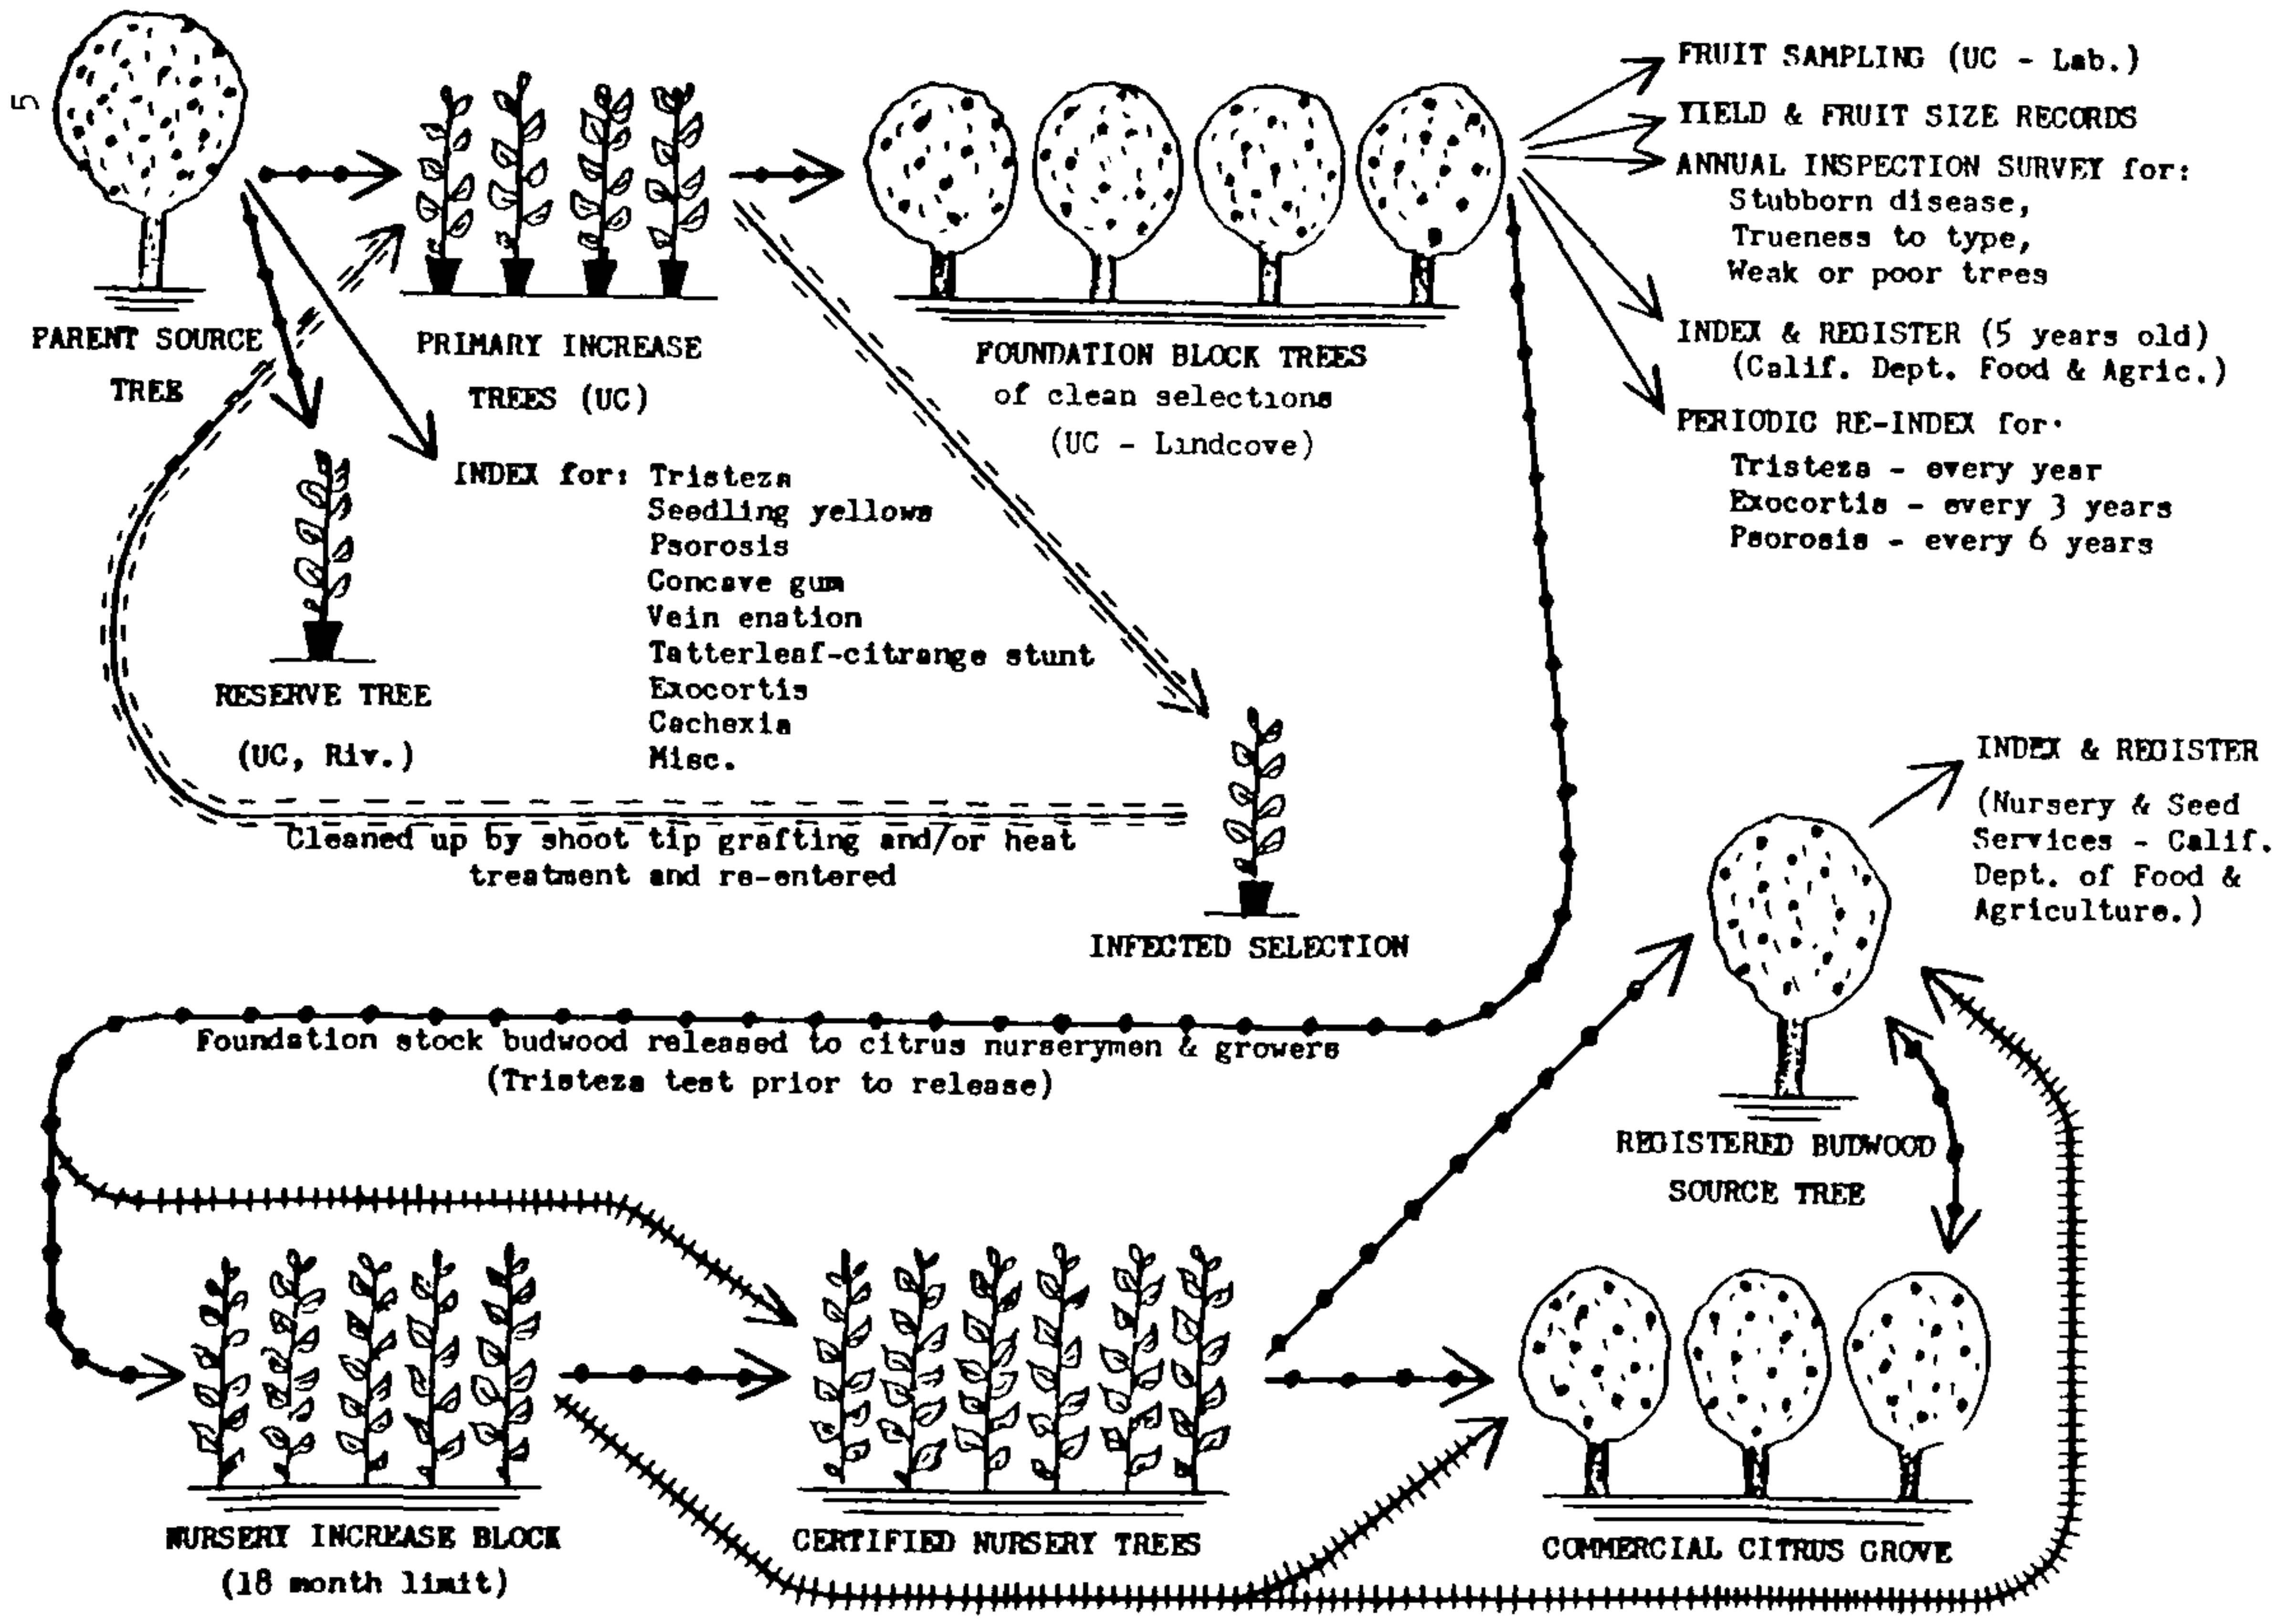 5
PARENT SOURCE
TREE
PRIMARY INCREASE
TREES (UC)
FOUNDATION BLOCK TREES
of clean selections
(UC - Lindcove)
FRUIT SAMPLING (UC - Lab.)
YIELD & FRUIT SIZE RECORDS
ANNUAL INSPECTION SURVEY for:
Stubborn disease,
Trueness to type,
Weak or poor trees
INDEX & REGISTER (5 years old)
(Calif. Dept. Food & Agric.)
PERIODIC RE-INDEX for:
Tristeza - every year
Exocortis - every 3 years
Psorosis - every 6 years
RESERVE TREE
(UC, Riv.)
INDEX for: Tristeza
Seedling yellows
Psorosis
Concave gum
Vein enation
Tatterleaf-citrange stunt
Exocortis
Cachexia
Misc.
Cleaned up by shoot tip grafting and/or heat
treatment and re-entered
INFECTED SELECTION
INDEX & REGISTER
(Nursery & Seed
Services - Calif.
Dept. of Food &
Agriculture.)
REGISTERED BUDWOOD
SOURCE TREE
Foundation stock budwood released to citrus nurserymen & growers
(Tristeza test prior to release)
NURSERY INCREASE BLOCK
(18 month limit)
CERTIFIED NURSERY TREES
COMMERCIAL CITRUS GROVE